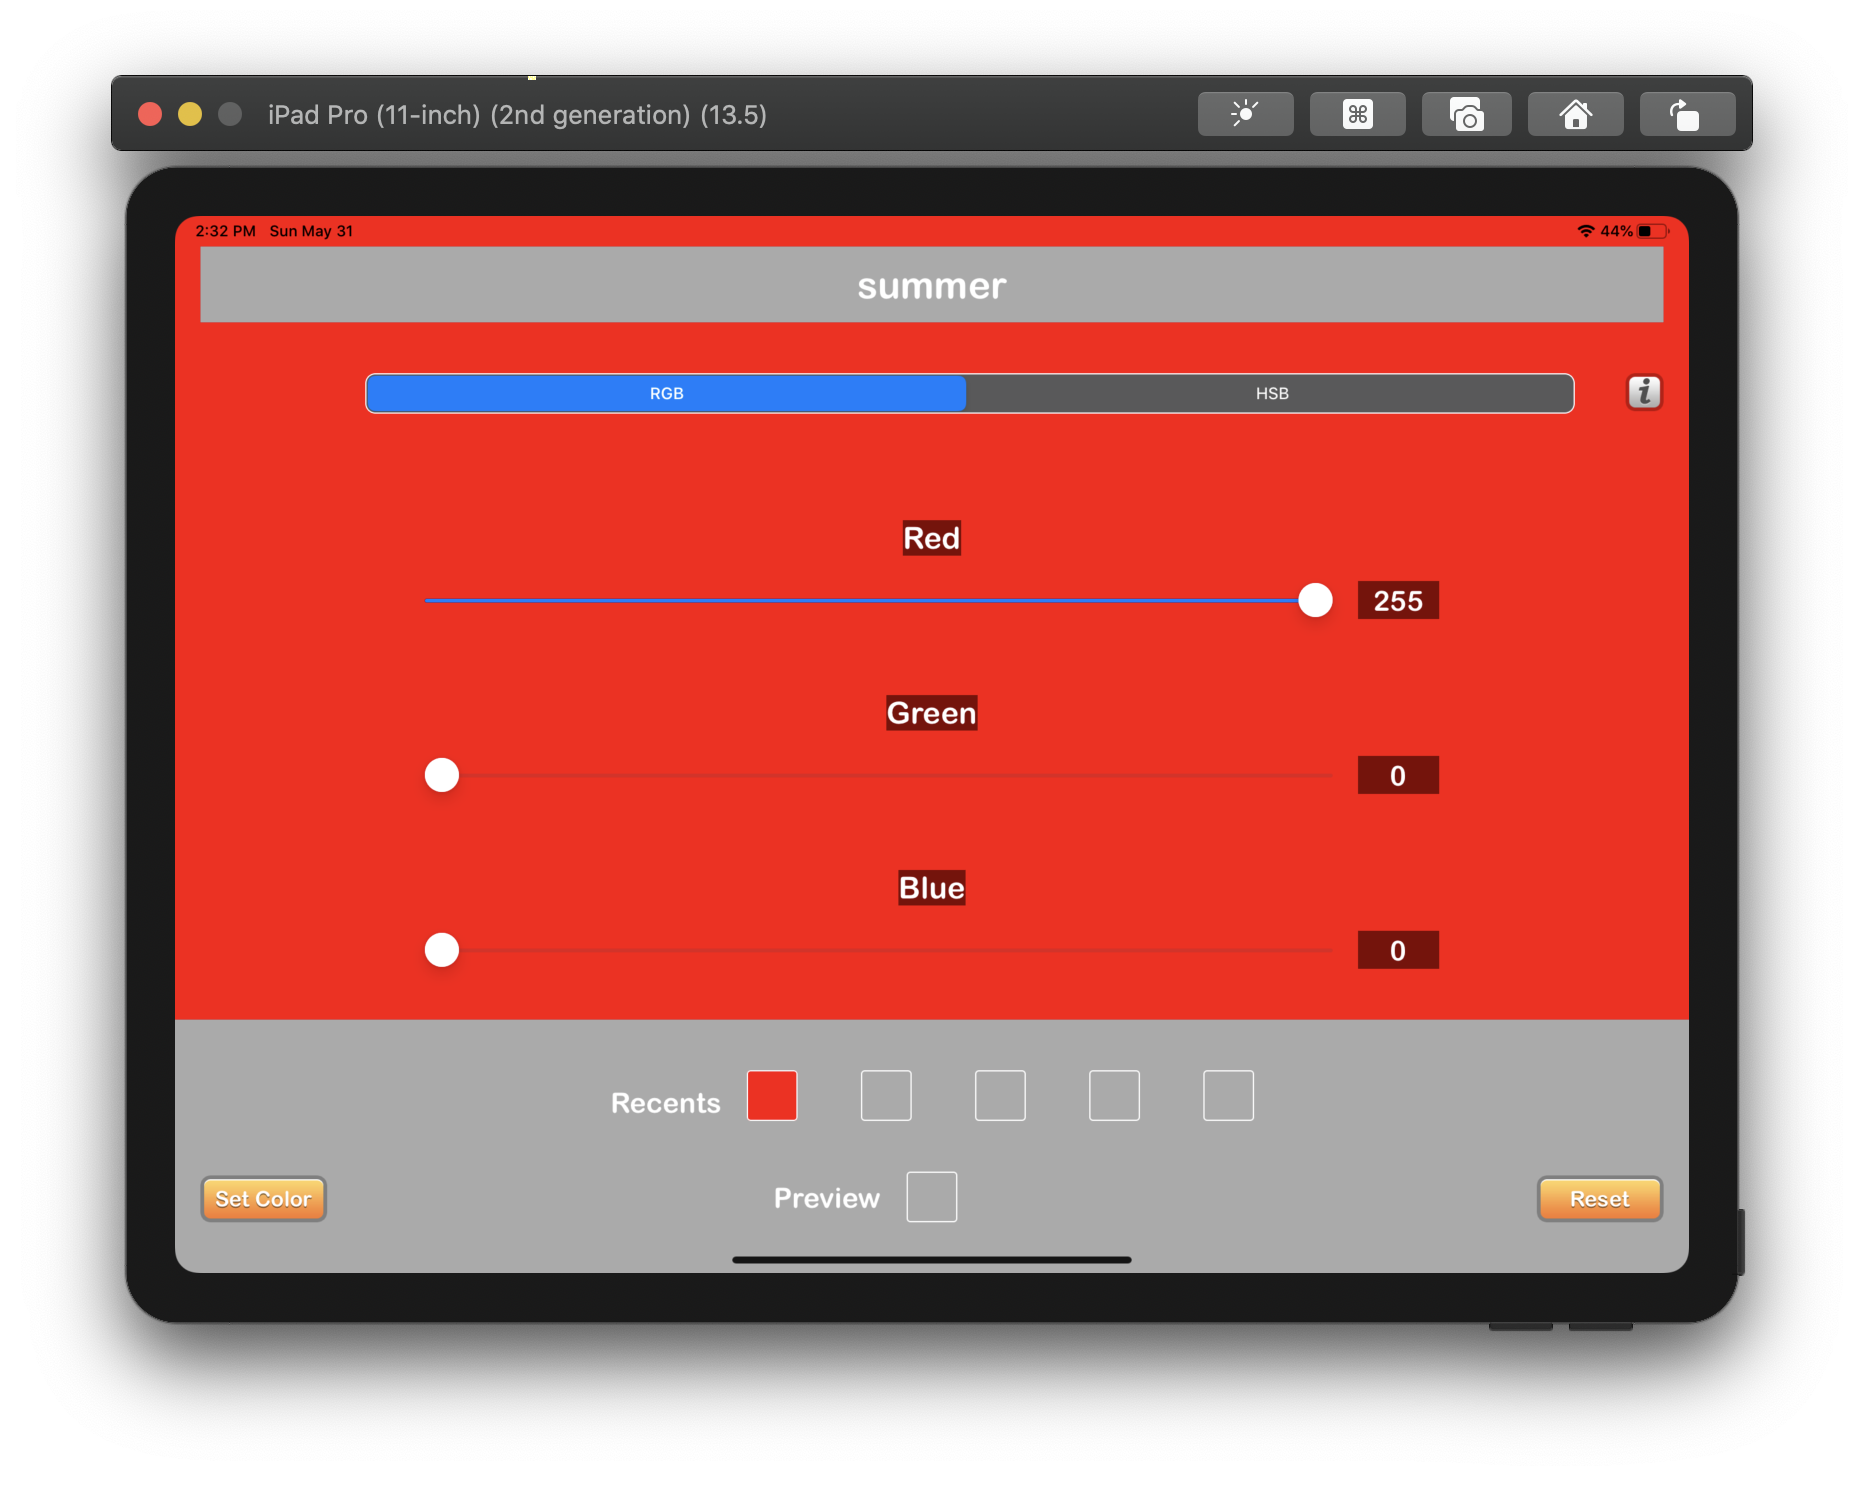 iPad Pro (11-inch) (2nd generation) (13.5)
2:32 PM Sun May 31
44%
summer
RGB
HSB
i
Red
255
Green
0
Blue
0
Recents
Set Color
Preview
Reset